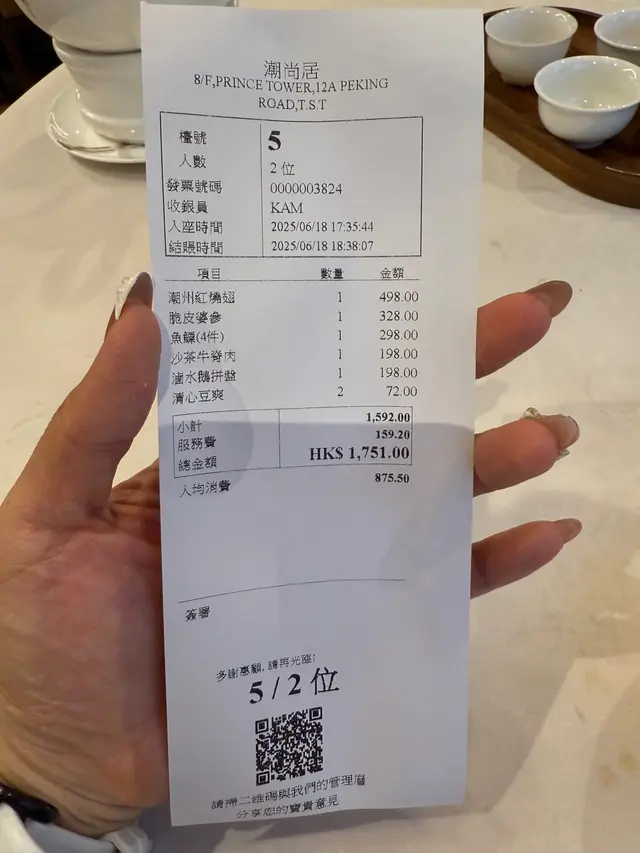 潮尚居
8/F,PRINCE TOWER,12A PEKING
ROAD,T.S.T
檯號 5
人數 2 位
發票號碼 0000003824
收銀員 KAM
入座時間 2025/06/18 17:35:44
結賬時間 2025/06/18 18:38:07
項目 數量 金額
潮州紅燒翅 1 498.00
脆皮婆參 1 328.00
魚鰾(4件) 1 298.00
沙茶牛脊肉 1 198.00
滷水鵝拼盤 1 198.00
清心豆爽 2 72.00
小計 1,592.00
服務費 159.20
總金額 HK$ 1,751.00
人均消費 875.50
簽署
多謝惠顧, 請再光臨!
5 / 2 位
請掃二維碼與我們的管理層
分享您的寶貴意見